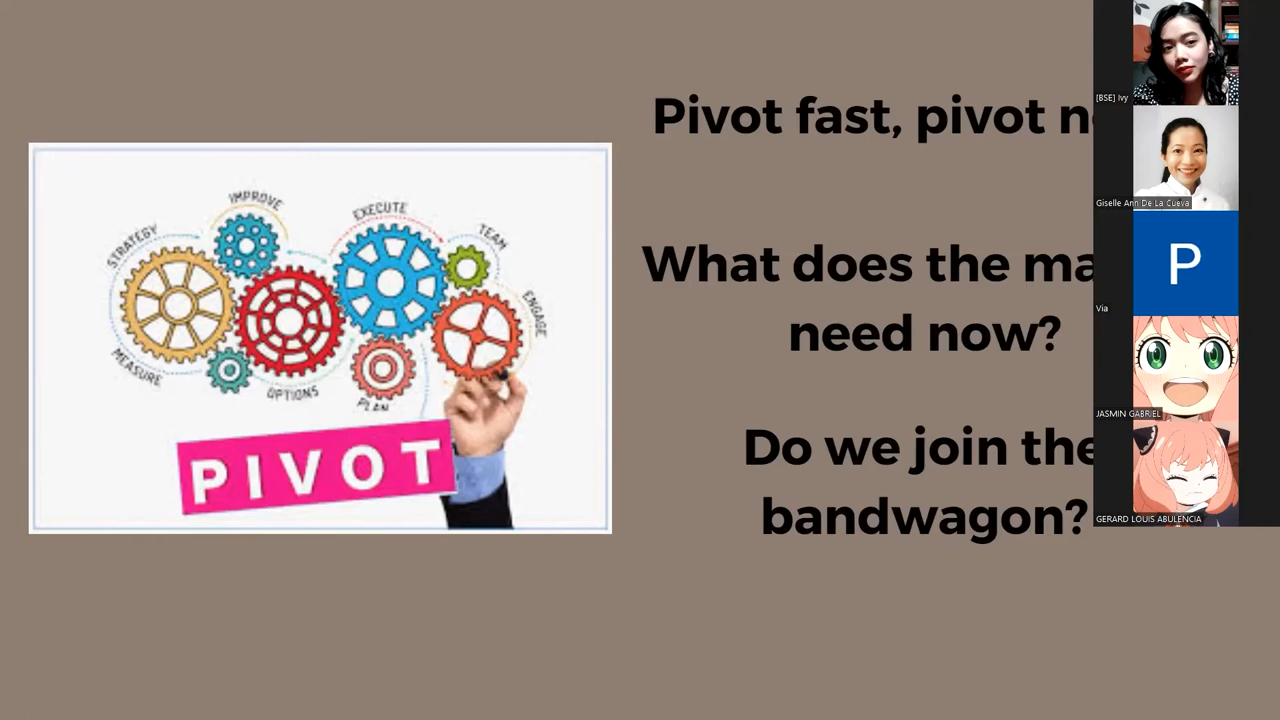 Pivot fast, pivot
What does the
need now?
Do we join the
bandwagon?
STRATEGY
IMPROVE
EXECUTE
TEAM
ENGAGE
MEASURE
OPTIONS
PLAN
PIVOT
[BSE] Ivy
Giselle Ann De La Cueva
P
Via
JASMIN GABRIEL
GERARD LOUIS ABULENCIA